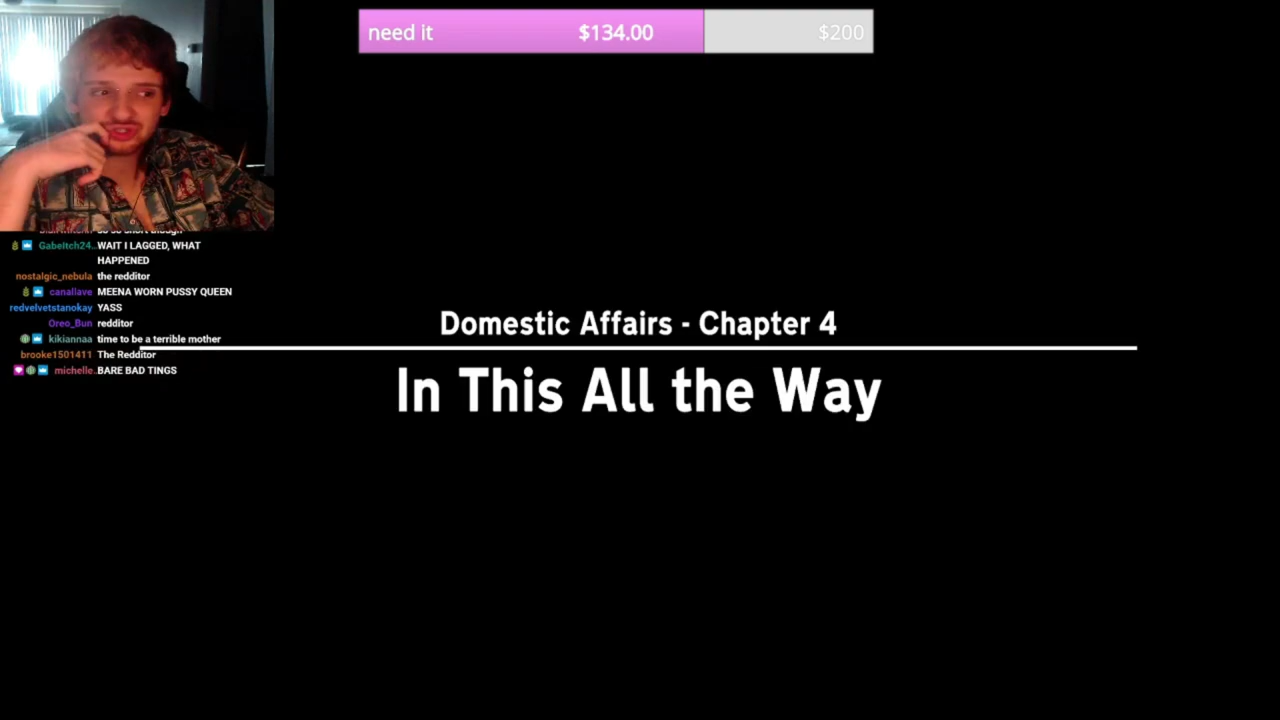 need it $134.00 $200
GabeItch24.. WAIT I LAGGED, WHAT
HAPPENED
nostalgic_nebula the redditor
canallave MEENA WORN PUSSY QUEEN
redvelvetstanokay YASS
Oreo_Bun redditor
kikiannaa time to be a terrible mother
brooke1501411 The Redditor
michelle.. BARE BAD TINGS
Domestic Affairs - Chapter 4
In This All the Way